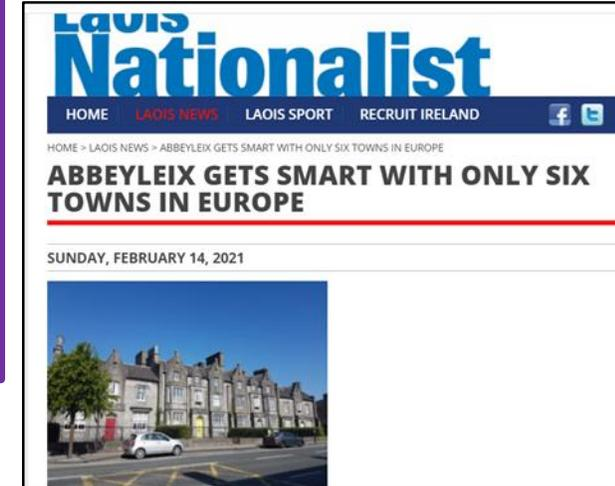 Laois
Nationalist
HOME LAOIS NEWS LAOIS SPORT RECRUIT IRELAND
HOME > LAOIS NEWS > ABBEYLEIX GETS SMART WITH ONLY SIX TOWNS IN EUROPE
ABBEYLEIX GETS SMART WITH ONLY SIX
TOWNS IN EUROPE
SUNDAY, FEBRUARY 14, 2021